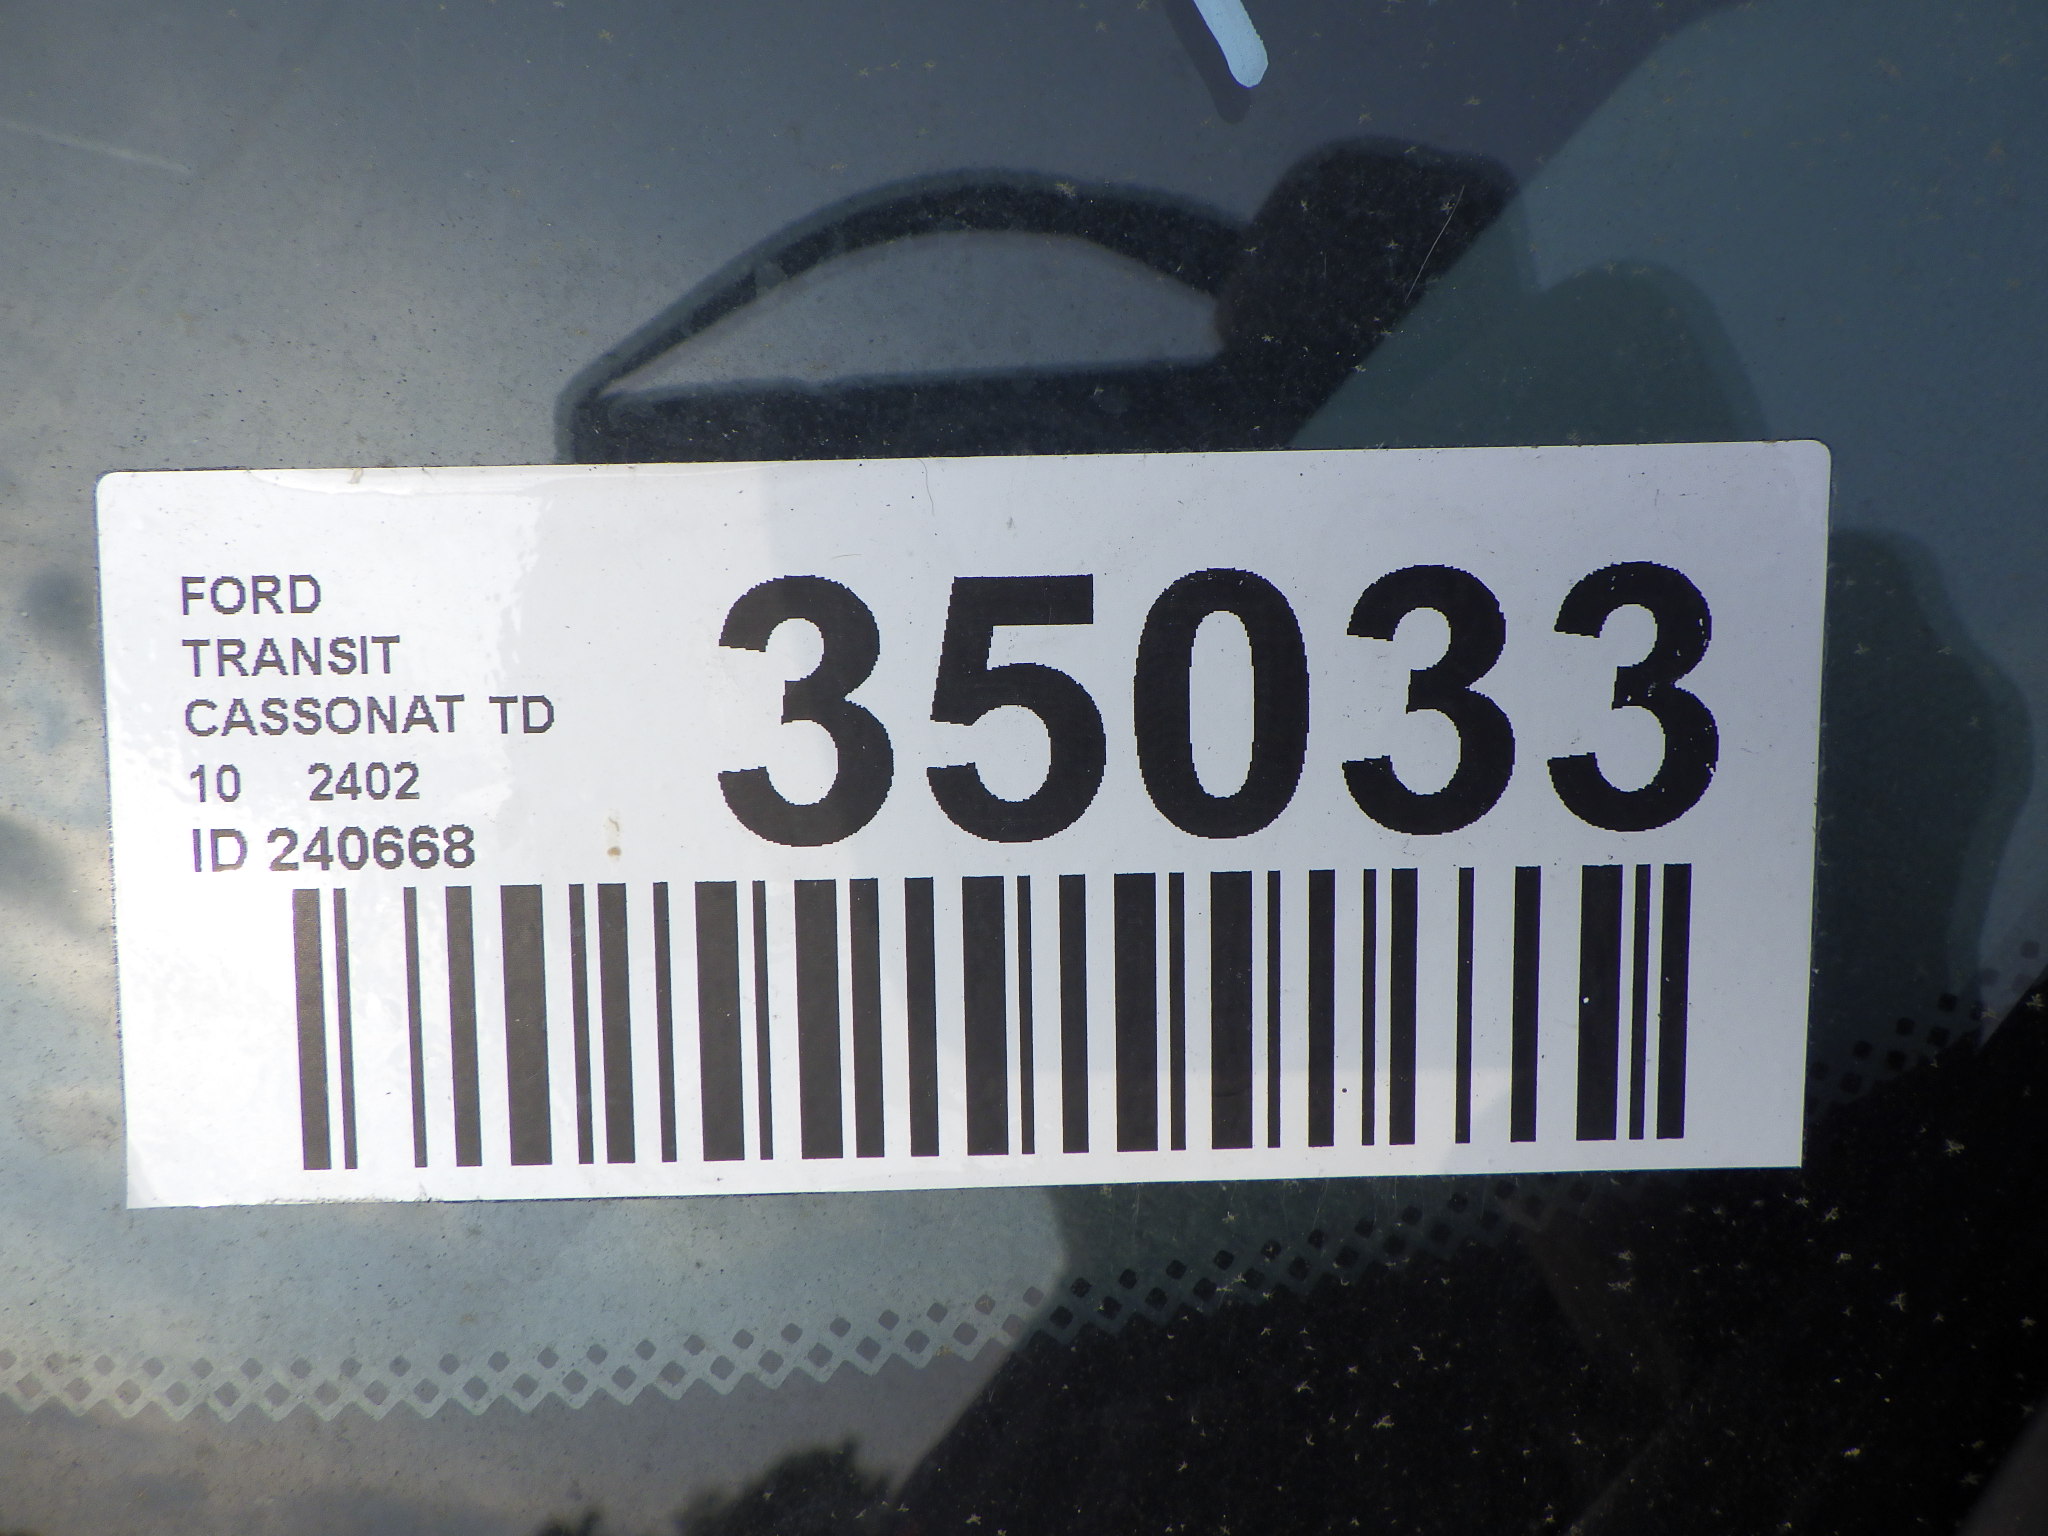 FORD
TRANSIT
CASSONAT TD
10 2402
ID 240668
35033